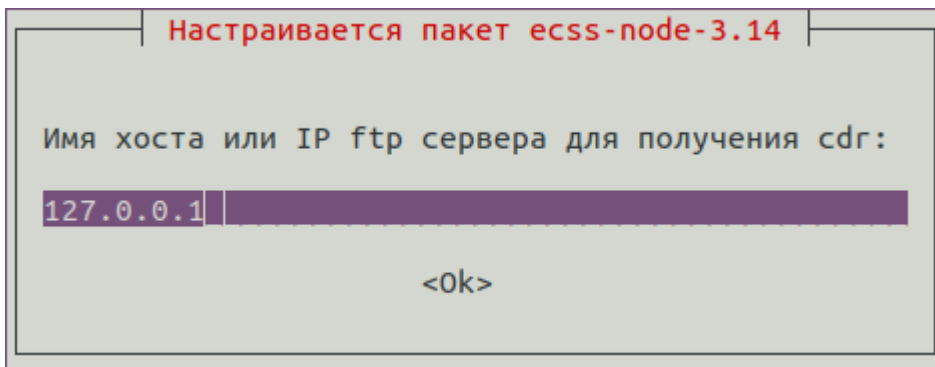 Настраивается пакет ecss-node-3.14
Имя хоста или IP ftp сервера для получения cdr:
127.0.0.1
<Ok>